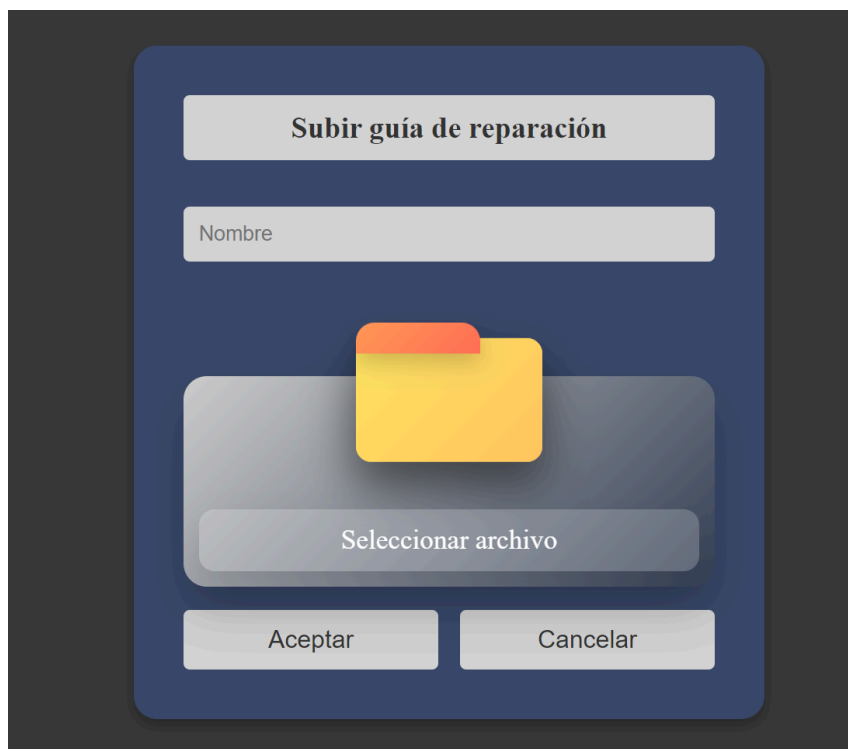 Subir guía de reparación
Nombre
Seleccionar archivo
Aceptar
Cancelar